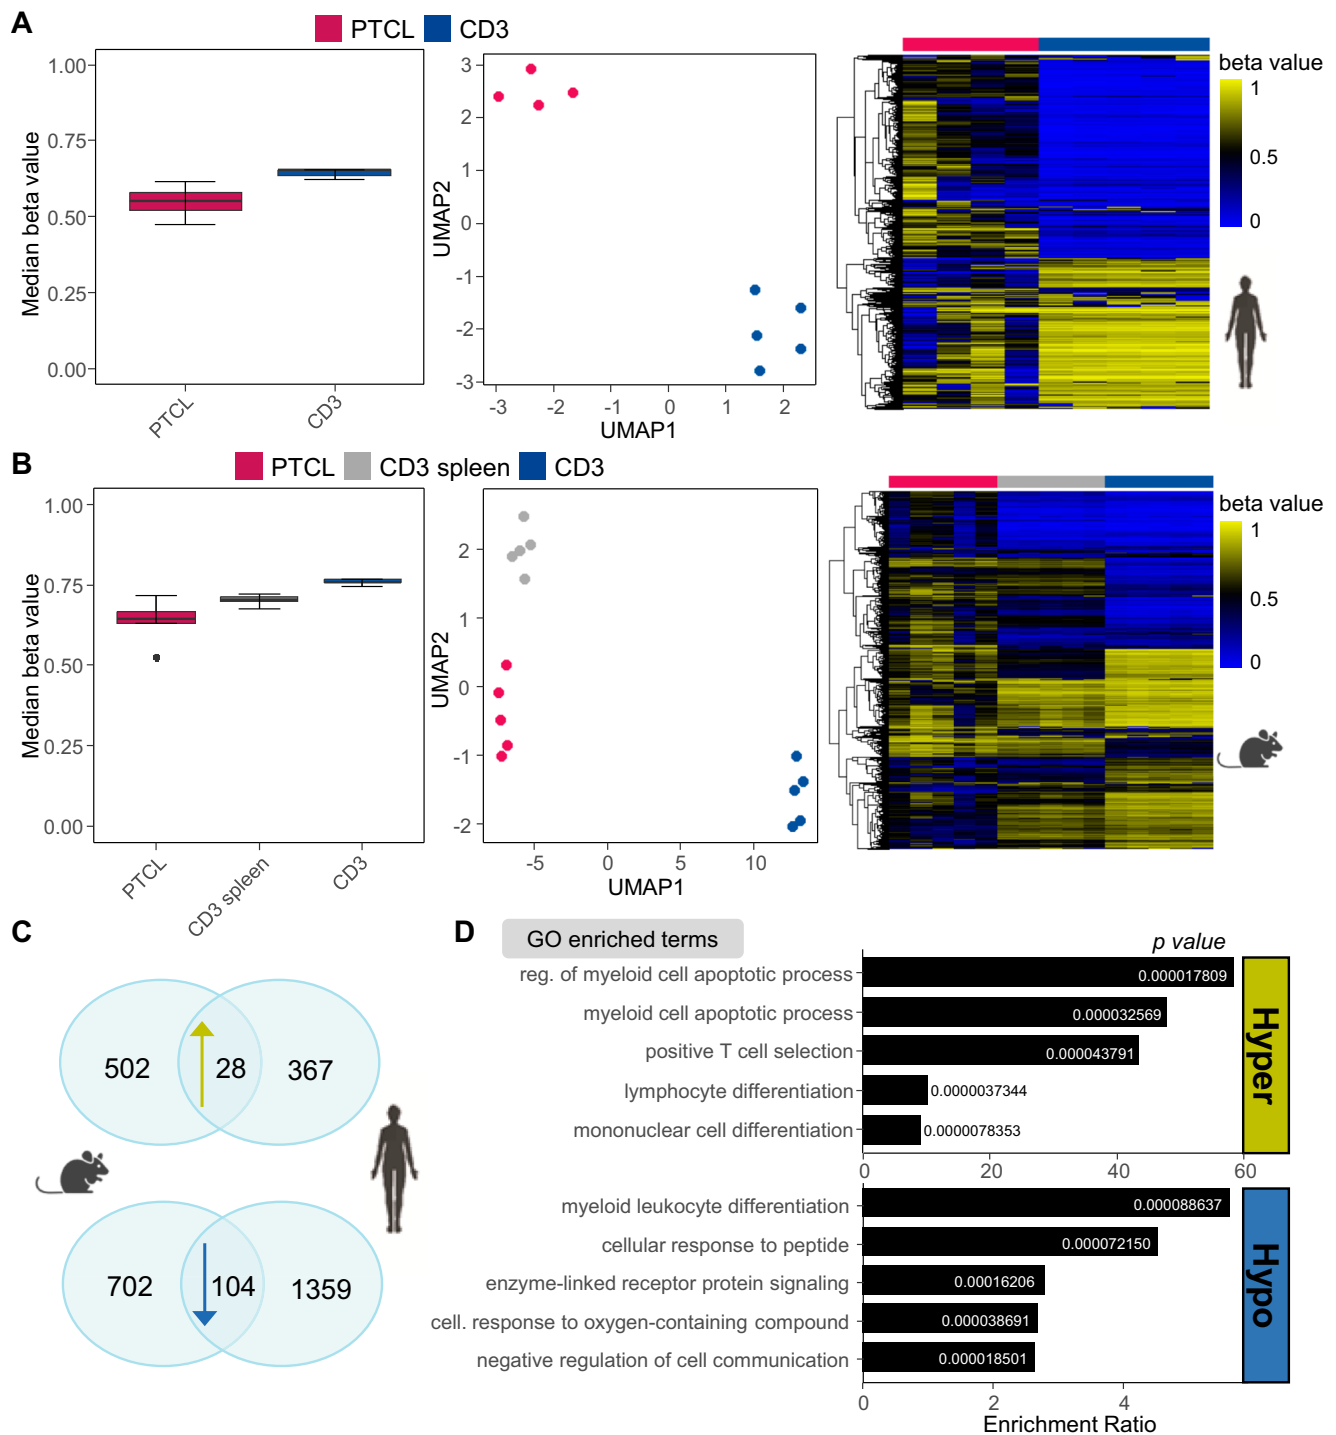 A
PTCL CD3
1.00
0.75
0.50
0.25
0.00
Median beta value
PTCL
CD3
3
2
1
0
-1
-2
-3
UMAP2
-3 -2 -1 0 1 2
UMAP1
beta value
1
0.5
0
B
PTCL CD3 spleen CD3
1.00
0.75
0.50
0.25
0.00
Median beta value
PTCL
CD3 spleen
CD3
2
1
0
-1
-2
UMAP2
-5 0 5 10
UMAP1
beta value
1
0.5
0
C
502 28 367
702 104 1359
D
GO enriched terms
p value
reg. of myeloid cell apoptotic process 0.000017809
myeloid cell apoptotic process 0.000032569
positive T cell selection 0.000043791
lymphocyte differentiation 0.0000037344
mononuclear cell differentiation 0.0000078353
0 20 40 60
Hyper
myeloid leukocyte differentiation 0.000088637
cellular response to peptide 0.000072150
enzyme-linked receptor protein signaling 0.00016206
cell. response to oxygen-containing compound 0.000038691
negative regulation of cell communication 0.000018501
0 2 4
Enrichment Ratio
Hypo